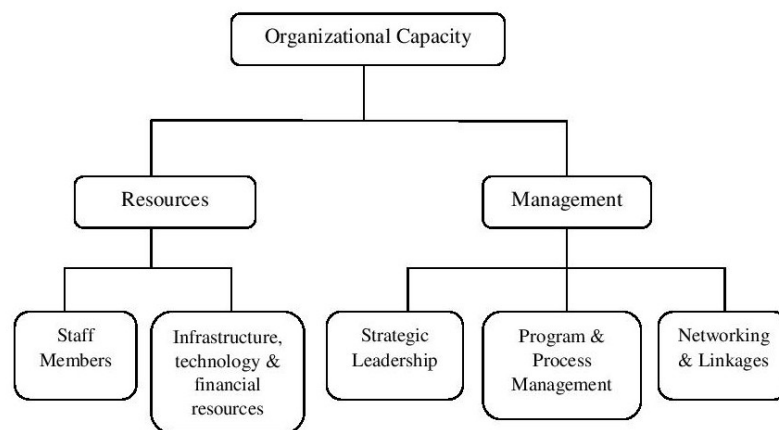 Organizational Capacity
Resources
Management
Staff
Members
Infrastructure,
technology &
financial
resources
Strategic
Leadership
Program &
Process
Management
Networking
& Linkages